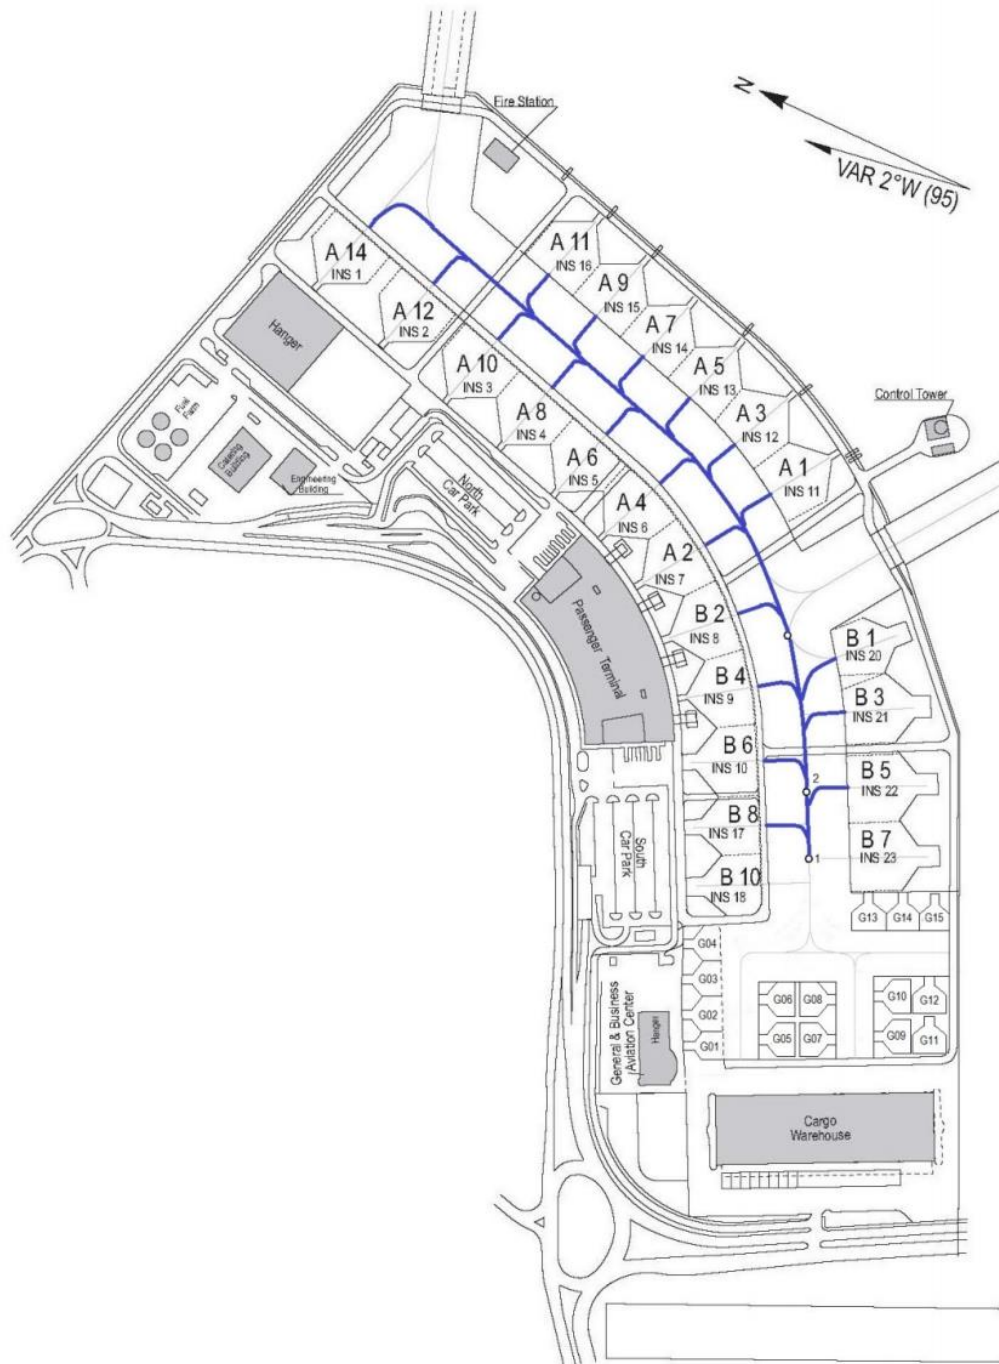 Fire Station
N
VAR 2°W (95)
A 11
INS 16
A 14
INS 1
A 9
INS 15
A 12
INS 2
A 7
INS 14
Hanger
A 10
INS 3
A 5
INS 13
Control Tower
Fuel
Farm
A 8
INS 4
A 3
INS 12
Catering
Building
Engineering
Building
North
Car Park
A 6
INS 5
A 1
INS 11
A 4
INS 6
A 2
INS 7
Passenger Terminal
B 2
INS 8
B 1
INS 20
B 4
INS 9
B 3
INS 21
B 6
INS 10
2
B 5
INS 22
B 8
INS 17
South
Car Park
1
B 7
INS 23
B 10
INS 18
G13
G14
G15
G04
G03
G06
G08
G10
G12
G02
G05
G07
G09
G11
G01
General & Business
Aviation Center
Hanger
Cargo
Warehouse